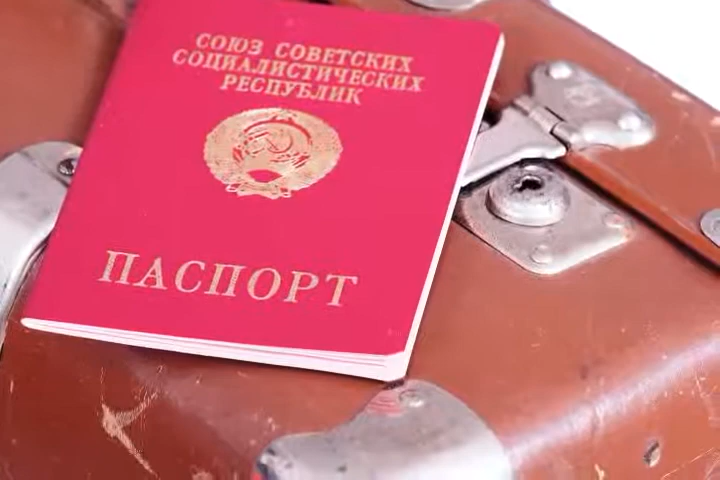 СОЮЗ СОВЕТСКИХ
СОЦИАЛИСТИЧЕСКИХ
РЕСПУБЛИК
ПАСПОРТ